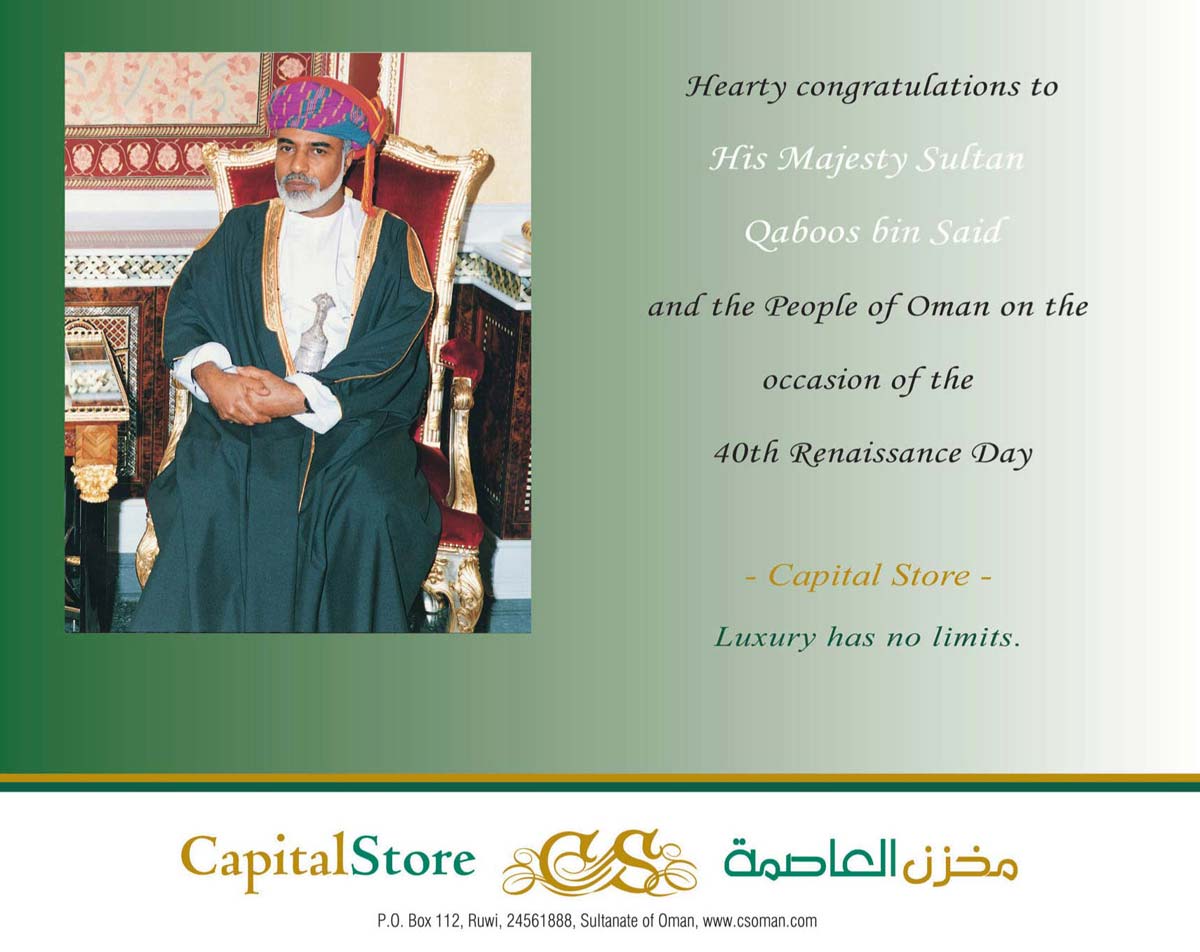 Hearty congratulations to
His Majesty Sultan
Qaboos bin Said
and the People of Oman on the
occasion of the
40th Renaissance Day
- Capital Store -
Luxury has no limits.
CapitalStore CS مخزن العاصمة
P.O. Box 112, Ruwi, 24561888, Sultanate of Oman, www.csoman.com